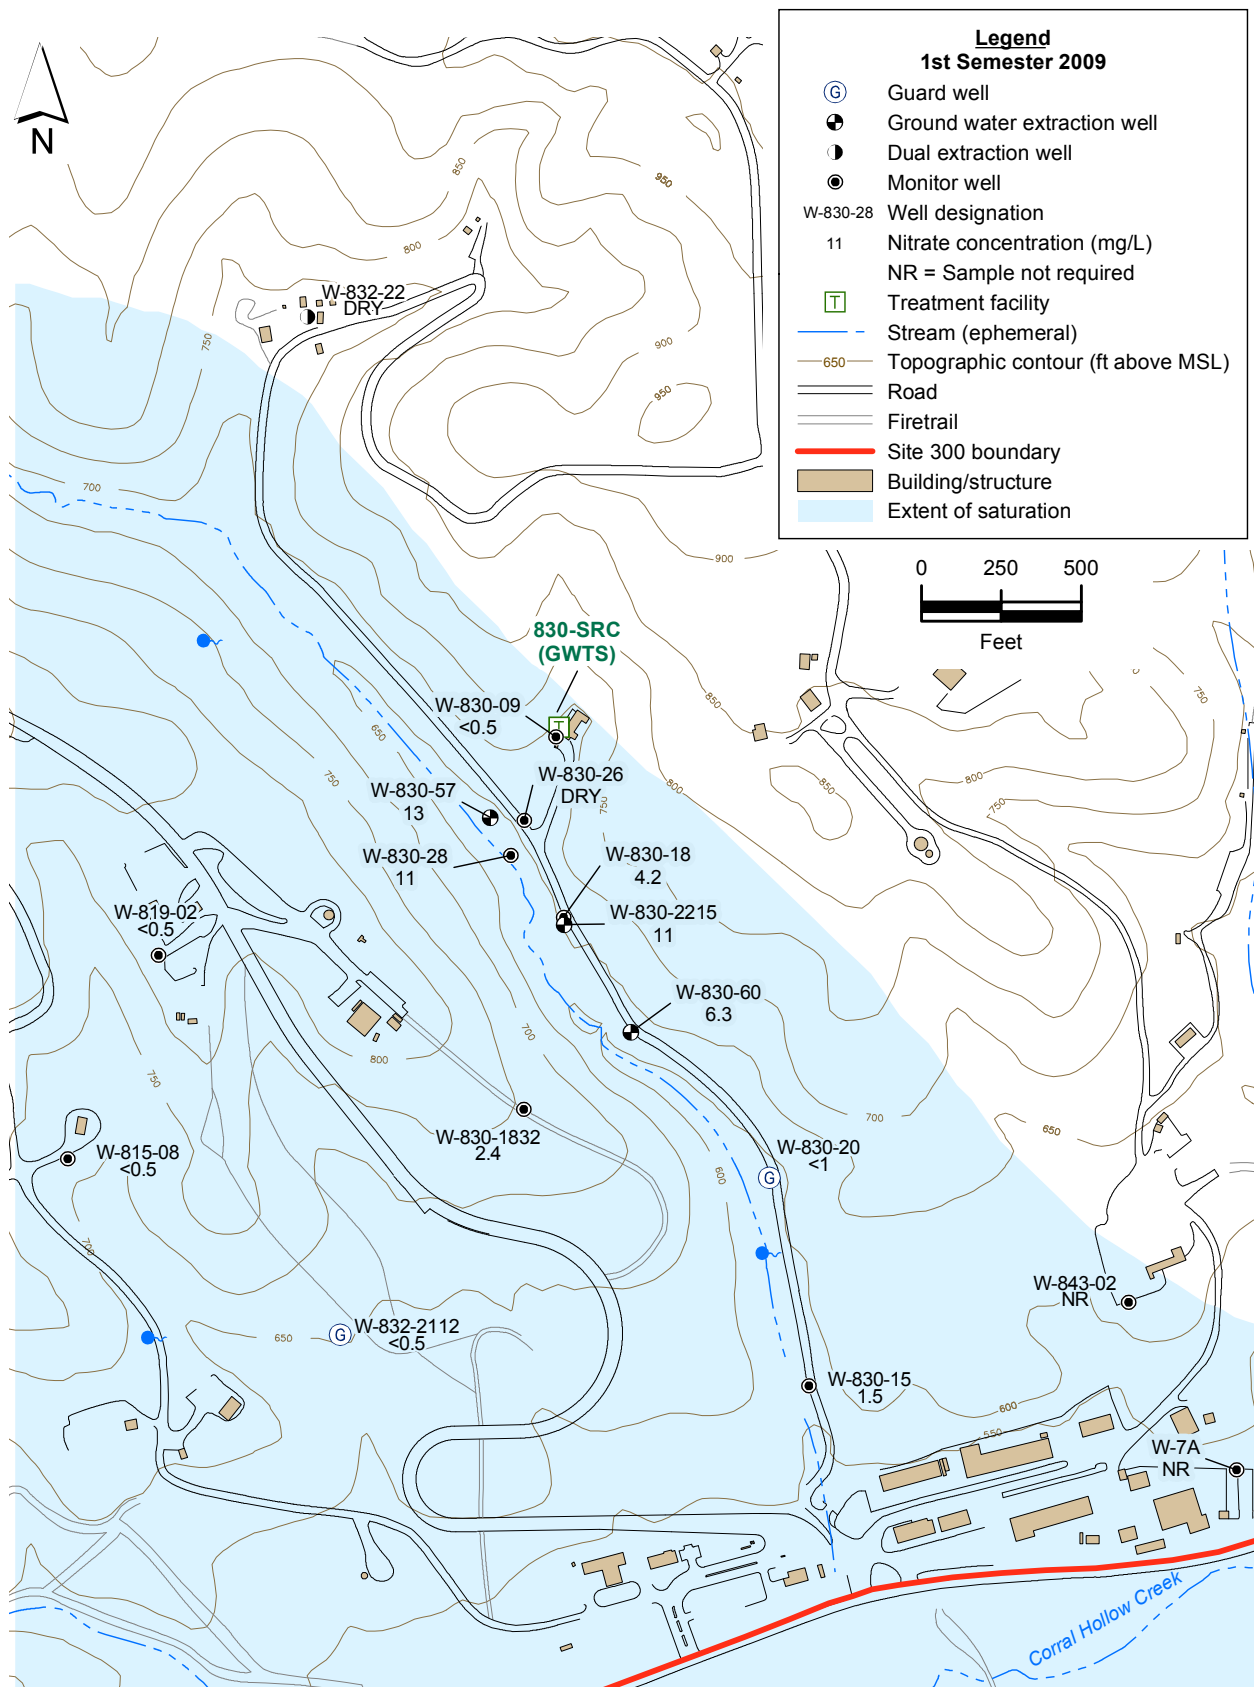 Legend
1st Semester 2009
G Guard well
Ground water extraction well
Dual extraction well
Monitor well
W-830-28 Well designation
11 Nitrate concentration (mg/L)
NR = Sample not required
T Treatment facility
Stream (ephemeral)
650 Topographic contour (ft above MSL)
Road
Firetrail
Site 300 boundary
Building/structure
Extent of saturation
N
850
950
800
750
W-832-22
DRY
900
950
700
900
0 250 500
Feet
830-SRC
(GWTS)
850
750
W-830-09
<0.5
T
650
750
W-830-26
DRY
800
750
800
850
750
W-830-57
13
W-830-28
11
W-830-18
4.2
W-819-02
<0.5
W-830-2215
11
W-830-60
6.3
700
800
750
700
650
W-830-1832
2.4
W-815-08
<0.5
W-830-20
<1
G
600
700
W-843-02
NR
650
G
W-832-2112
<0.5
W-830-15
1.5
600
550
W-7A
NR
Corral Hollow Creek